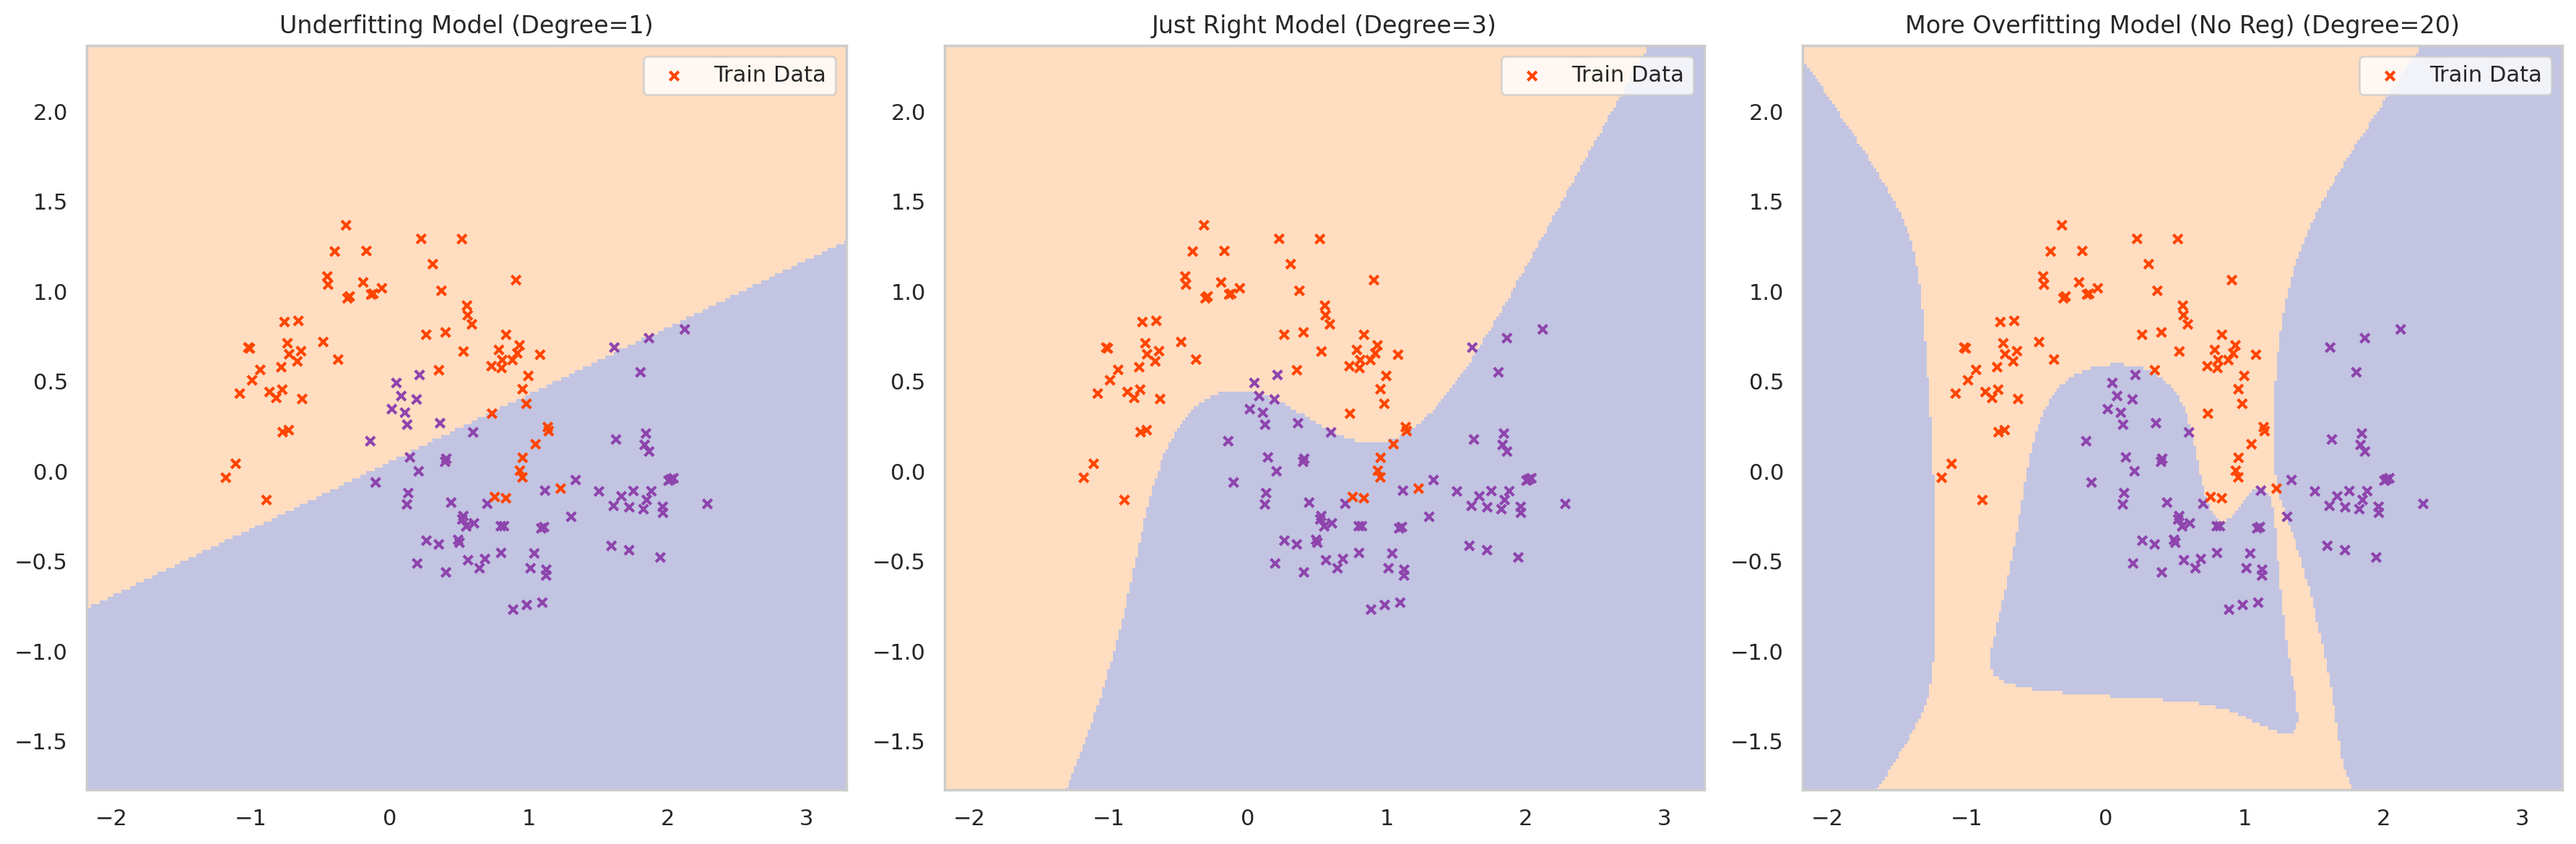 Underfitting Model (Degree=1)
Train Data
2.0
1.5
1.0
0.5
0.0
−0.5
−1.0
−1.5
−2 −1 0 1 2 3
Just Right Model (Degree=3)
Train Data
2.0
1.5
1.0
0.5
0.0
−0.5
−1.0
−1.5
−2 −1 0 1 2 3
More Overfitting Model (No Reg) (Degree=20)
Train Data
2.0
1.5
1.0
0.5
0.0
−0.5
−1.0
−1.5
−2 −1 0 1 2 3